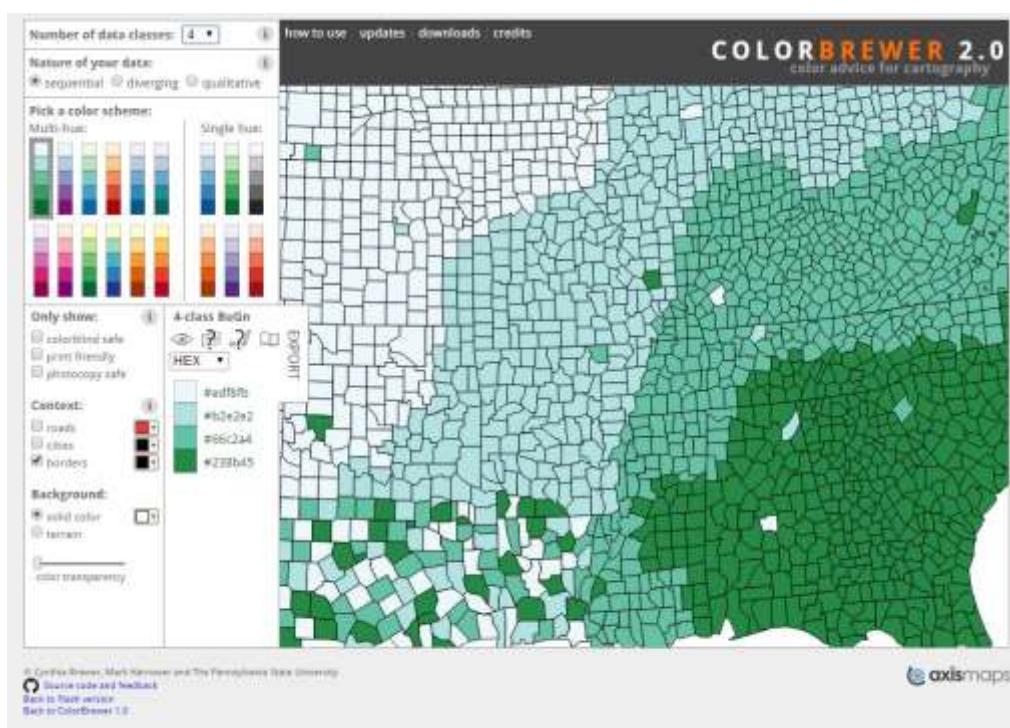 Number of data classes: 4
how to use updates downloads credits
COLORBREWER 2.0
color advice for cartography
Nature of your data:
sequential diverging qualitative
Pick a color scheme:
Multi-hue: Single hue:
Only show:
colorblind safe
print friendly
photocopy safe
Context:
roads
cities
borders
Background:
solid color
terrain
color transparency
4-class BuGn
EXPORT
HEX
#edf8fb
#b2e2e2
#66c2a4
#238b45
© Cynthia Brewer, Mark Harrower and The Pennsylvania State University
Source code and feedback
Back to Flash version
Back to ColorBrewer 1.0
axismaps